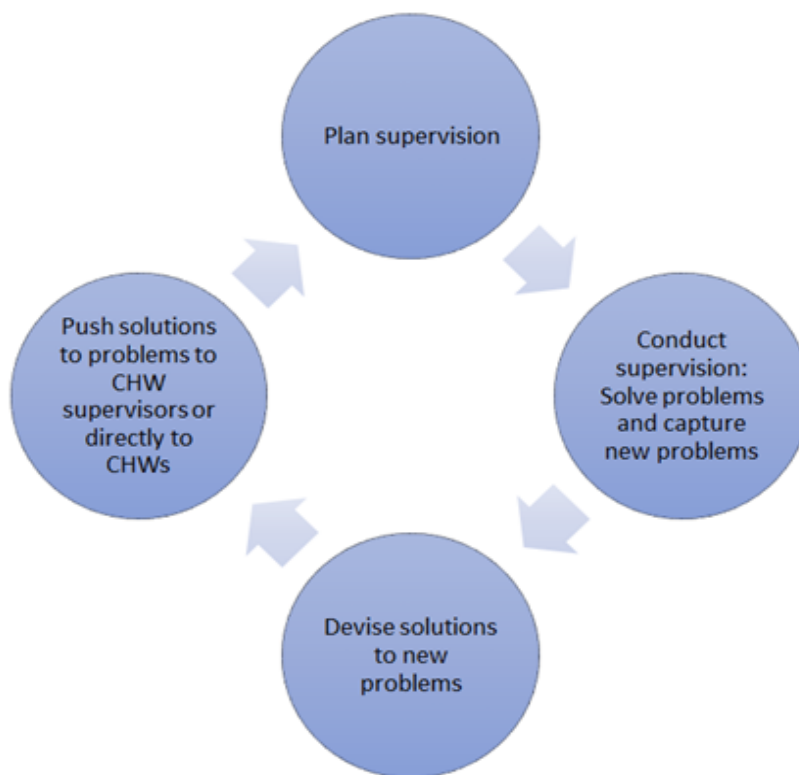 Plan supervision
Conduct
supervision:
Solve problems
and capture
new problems
Devise solutions
to new
problems
Push solutions
to problems to
CHW
supervisors or
directly to
CHWs